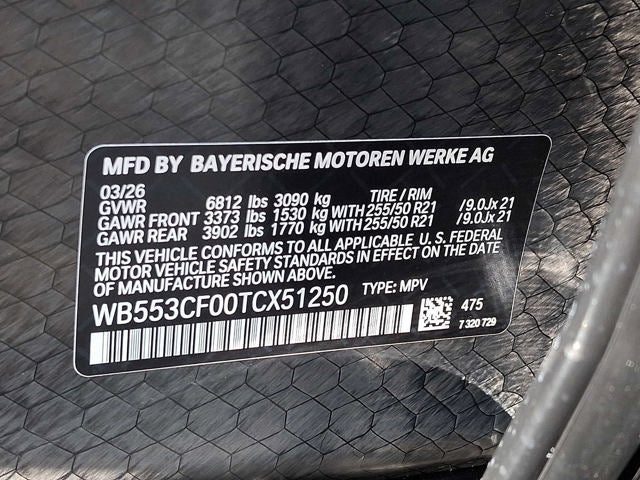 MFD BY BAYERISCHE MOTOREN WERKE AG
03/26 TIRE / RIM
GVWR 6812 lbs 3090 kg
GAWR FRONT 3373 lbs 1530 kg WITH 255/50 R21 /9.0Jx 21
GAWR REAR 3902 lbs 1770 kg WITH 255/50 R21 /9.0Jx 21
THIS VEHICLE CONFORMS TO ALL APPLICABLE U.S. FEDERAL
MOTOR VEHICLE SAFETY STANDARDS IN EFFECT ON THE DATE
OF MANUFACTURE SHOWN ABOVE.
WB553CF00TCX51250 TYPE: MPV
475
7 320 729